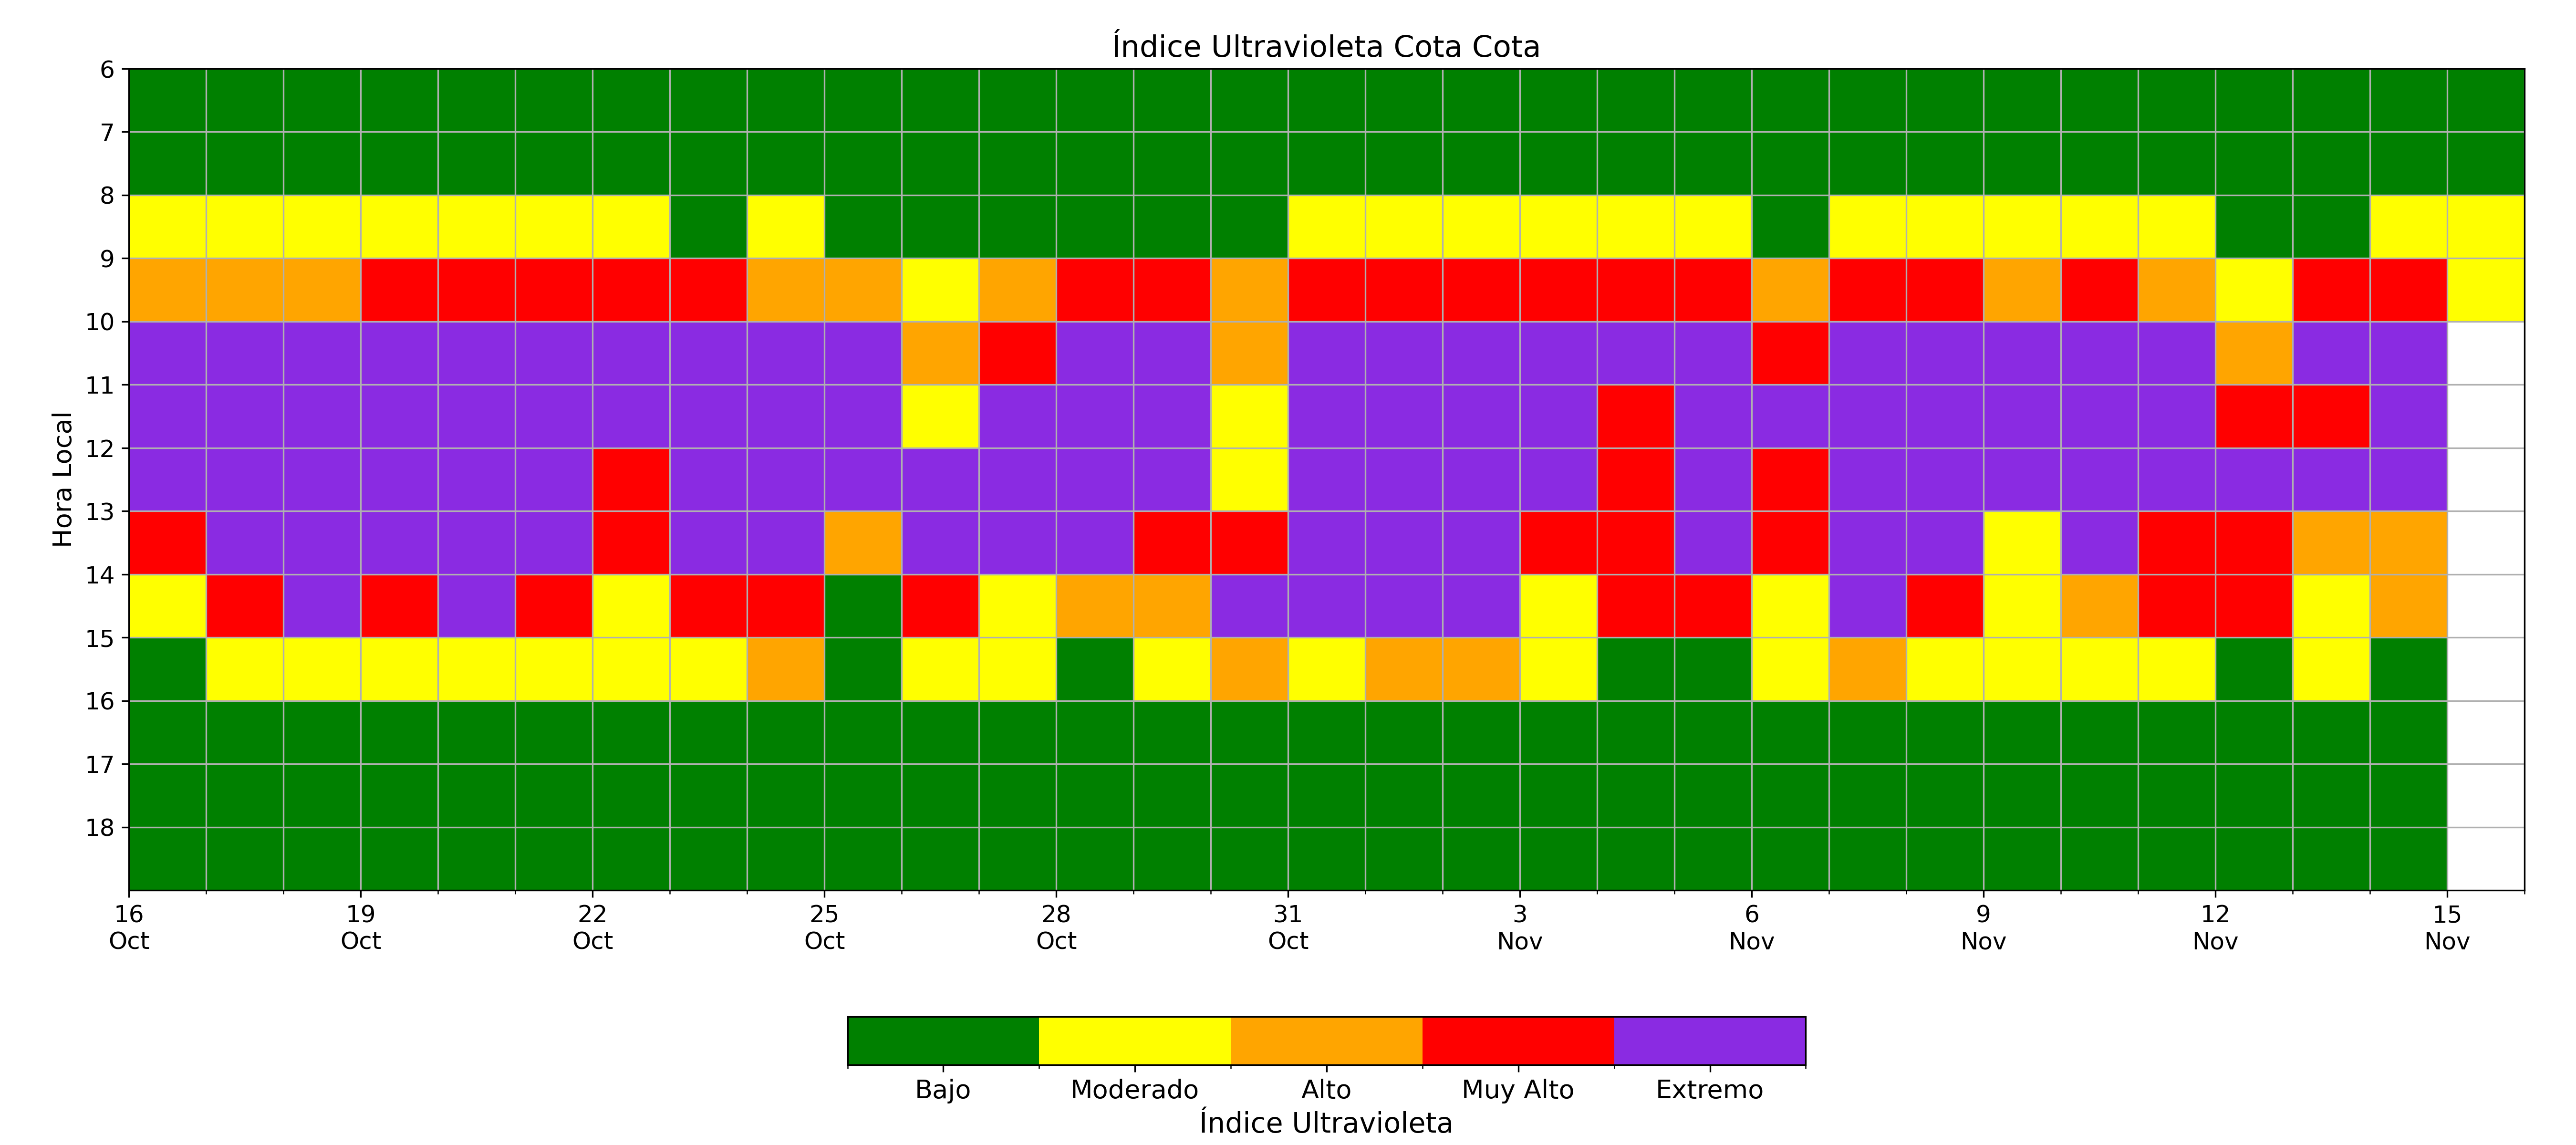 Índice Ultravioleta Cota Cota
Hora Local
6
7
8
9
10
11
12
13
14
15
16
17
18
16 19 22 25 28 31 3 6 9 12 15
Oct Oct Oct Oct Oct Oct Nov Nov Nov Nov Nov
Bajo Moderado Alto Muy Alto Extremo
Índice Ultravioleta